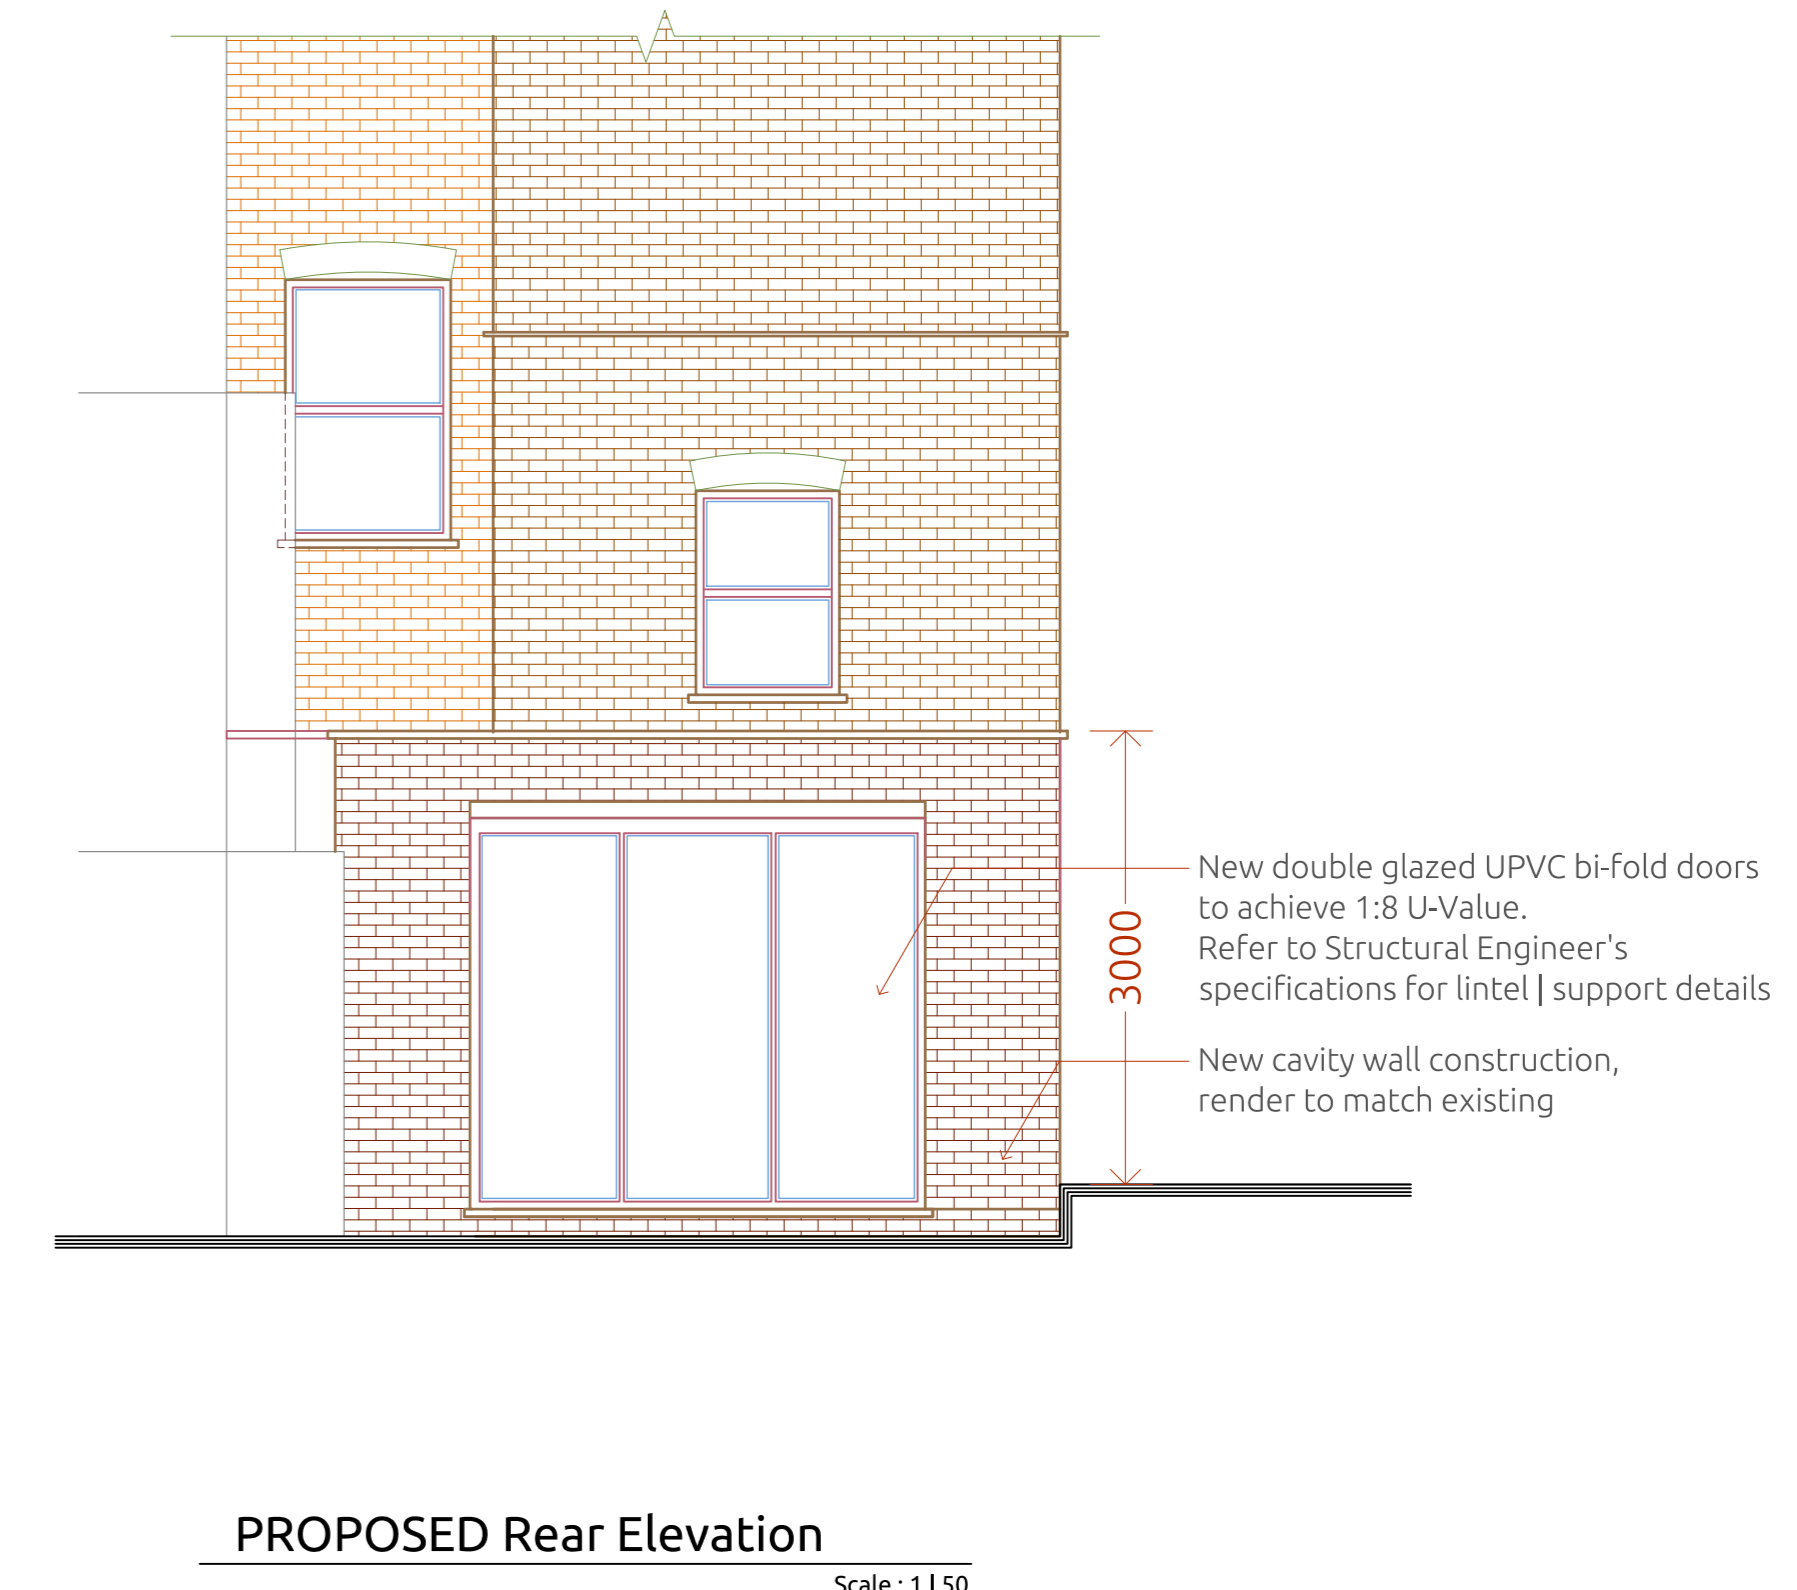 New double glazed UPVC bi-fold doors
to achieve 1:8 U-Value.
Refer to Structural Engineer's
specifications for lintel | support details
3000
New cavity wall construction,
render to match existing
PROPOSED Rear Elevation
Scale : 1 | 50